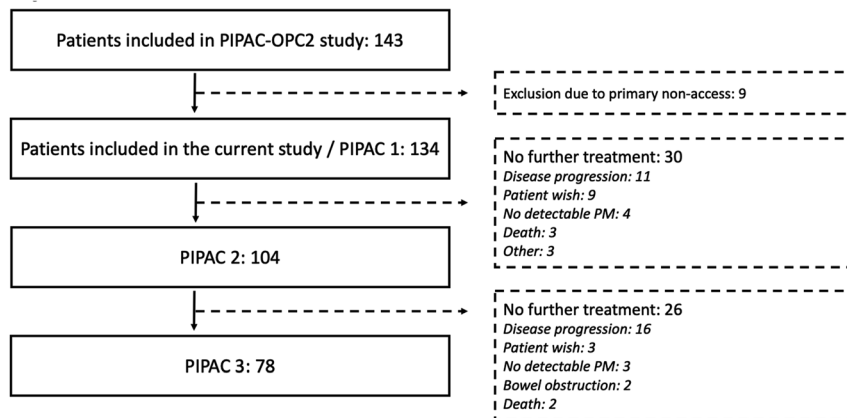 Patients included in PIPAC-OPC2 study: 143
Exclusion due to primary non-access: 9
Patients included in the current study / PIPAC 1: 134
No further treatment: 30
Disease progression: 11
Patient wish: 9
No detectable PM: 4
Death: 3
Other: 3
PIPAC 2: 104
No further treatment: 26
Disease progression: 16
Patient wish: 3
No detectable PM: 3
Bowel obstruction: 2
Death: 2
PIPAC 3: 78